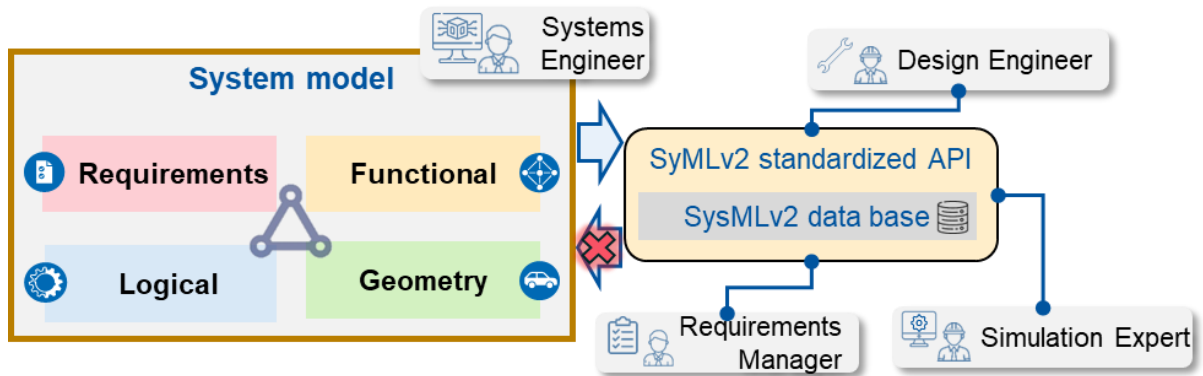 System model
Systems
Engineer
Requirements
Functional
Logical
Geometry
Design Engineer
SyMLv2 standardized API
SysMLv2 data base
Requirements
Manager
Simulation Expert